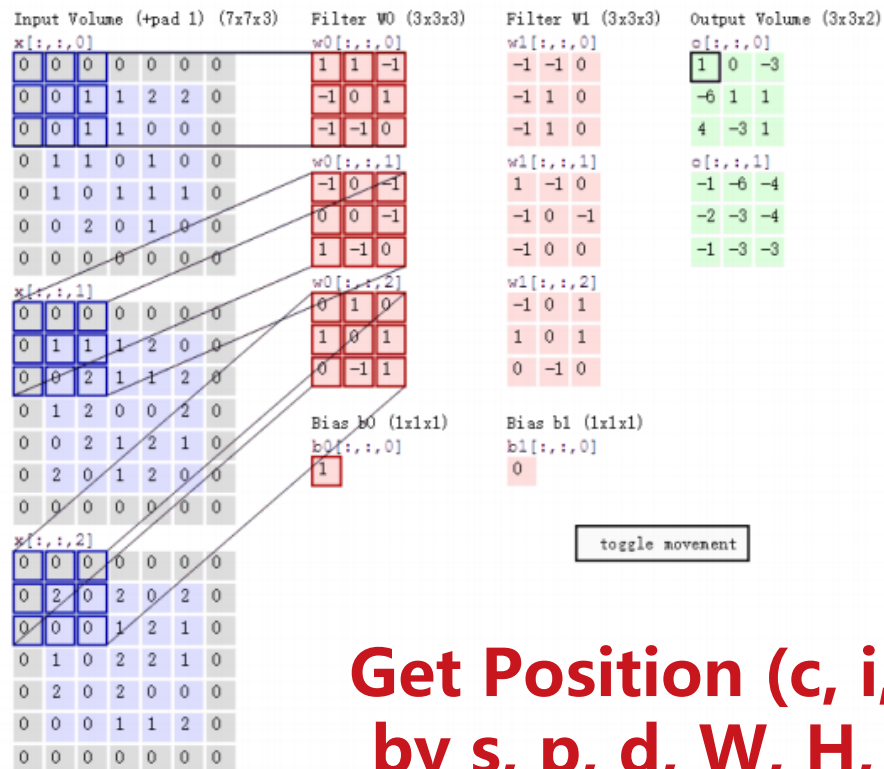 Input Volume (+pad 1) (7x7x3)
x[:,:,0]
0 0 0 0 0 0 0
0 0 1 1 2 2 0
0 0 1 1 0 0 0
0 1 1 0 1 0 0
0 1 0 1 1 1 0
0 0 2 0 1 0 0
0 0 0 0 0 0 0
x[:,:,1]
0 0 0 0 0 0 0
0 1 1 1 2 0 0
0 0 2 1 1 2 0
0 1 2 0 0 2 0
0 0 2 1 2 1 0
0 2 0 1 2 0 0
0 0 0 0 0 0 0
x[:,:,2]
0 0 0 0 0 0 0
0 2 0 2 0 2 0
0 0 0 1 2 1 0
0 1 0 2 2 1 0
0 2 0 2 0 0 0
0 0 0 1 1 2 0
0 0 0 0 0 0 0
Filter W0 (3x3x3)
w0[:,:,0]
1 1 -1
-1 0 1
-1 -1 0
w0[:,:,1]
-1 0 -1
0 0 -1
1 -1 0
w0[:,:,2]
0 1 0
1 0 1
0 -1 1
Bias b0 (1x1x1)
b0[:,:,0]
1
Filter W1 (3x3x3)
w1[:,:,0]
-1 -1 0
-1 1 0
-1 1 0
w1[:,:,1]
1 -1 0
-1 0 -1
-1 0 0
w1[:,:,2]
-1 0 1
1 0 1
0 -1 0
Bias b1 (1x1x1)
b1[:,:,0]
0
Output Volume (3x3x2)
o[:,:,0]
1 0 -3
-6 1 1
4 -3 1
o[:,:,1]
-1 -6 -4
-2 -3 -4
-1 -3 -3
toggle movement
Get Position (c, i,
by s, p, d, W, H,